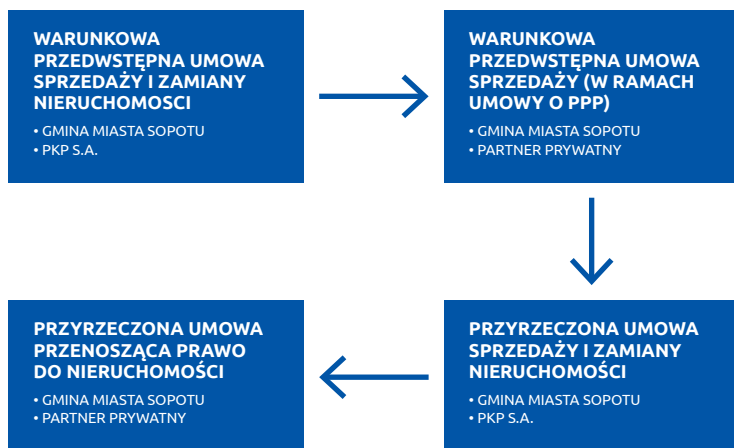 WARUNKOWA
PRZEDWSTĘPNA UMOWA
SPRZEDAŻY I ZAMIANY
NIERUCHOMOSCI
• GMINA MIASTA SOPOTU
• PKP S.A.
WARUNKOWA
PRZEDWSTĘPNA UMOWA
SPRZEDAŻY (W RAMACH
UMOWY O PPP)
• GMINA MIASTA SOPOTU
• PARTNER PRYWATNY
PRZYRZECZONA UMOWA
SPRZEDAŻY I ZAMIANY
NIERUCHOMOŚCI
• GMINA MIASTA SOPOTU
• PKP S.A.
PRZYRZECZONA UMOWA
PRZENOSZĄCA PRAWO
DO NIERUCHOMOŚCI
• GMINA MIASTA SOPOTU
• PARTNER PRYWATNY